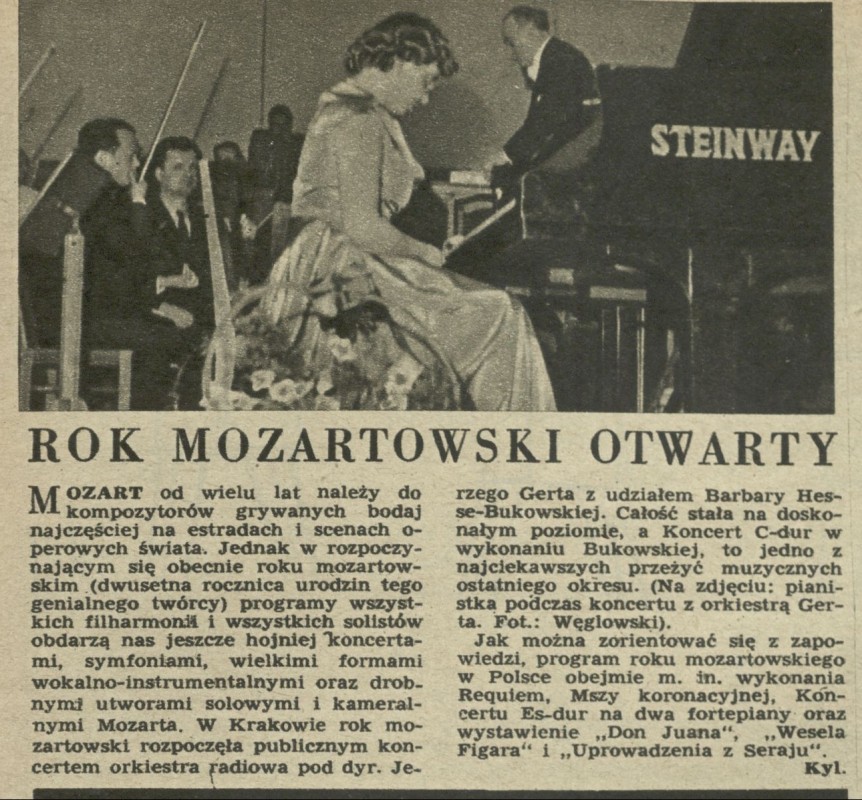 STEINWAY
ROK MOZARTOWSKI OTWARTY
MOZART od wielu lat należy do
kompozytorów grywanych bodaj
najczęściej na estradach i scenach o-
perowych świata. Jednak w rozpoczy-
nającym się obecnie roku mozartow-
skim (dwusetna rocznica urodzin tego
genialnego twórcy) programy wszyst-
kich filharmonii i wszystkich solistów
obdarzą nas jeszcze hojniej koncerta-
mi, symfoniami, wielkimi formami
wokalno-instrumentalnymi oraz drob-
nymi utworami solowymi i kameral-
nymi Mozarta. W Krakowie rok mo-
zartowski rozpoczęła publicznym kon-
certem orkiestra radiowa pod dyr. Je-
rzego Gerta z udziałem Barbary Hes-
se-Bukowskiej. Całość stała na dosko-
nałym poziomie, a Koncert C-dur w
wykonaniu Bukowskiej, to jedno z
najciekawszych przeżyć muzycznych
ostatniego okresu. (Na zdjęciu: piani-
stka podczas koncertu z orkiestrą Ger-
ta. Fot.: Węglowski).
Jak można zorientować się z zapo-
wiedzi, program roku mozartowskiego
w Polsce obejmie m. in. wykonania
Requiem, Mszy koronacyjnej, Kon-
certu Es-dur na dwa fortepiany oraz
wystawienie „Don Juana", „Wesela
Figara" i „Uprowadzenia z Seraju".
Kyl.